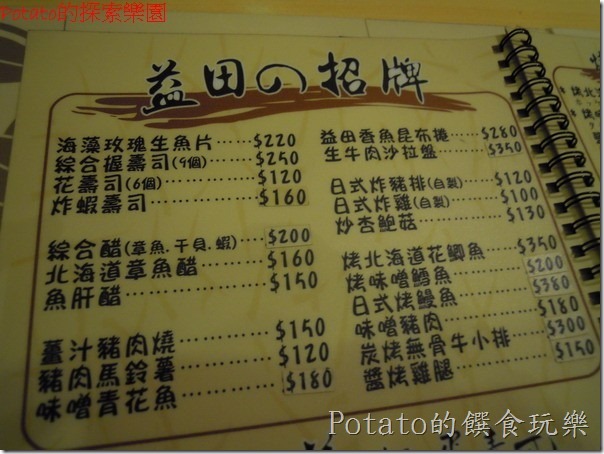 Potato的探索樂園
益田の招牌
海藻玫瑰生魚片……$220
綜合握壽司(9個)……$250
花壽司(6個)………$120
炸蝦壽司…………$160
綜合醋(章魚.干貝.蝦)…$200
北海道章魚醋……$160
魚肝醋……………$150
薑汁豬肉燒………$150
豬肉馬鈴薯………$120
味噌青花魚………$180
益田香魚昆布捲……$280
生牛肉沙拉盤………$350
日式炸豬排(自製)…$120
日式炸雞(自製)……$100
炒杏鮑菇……………$130
烤北海道花鯽魚……$350
烤味噌鱈魚…………$200
日式烤鰻魚…………$380
味噌豬肉……………$180
炭烤無骨牛小排……$300
醬烤雞腿……………$150
Potato的饌食玩樂